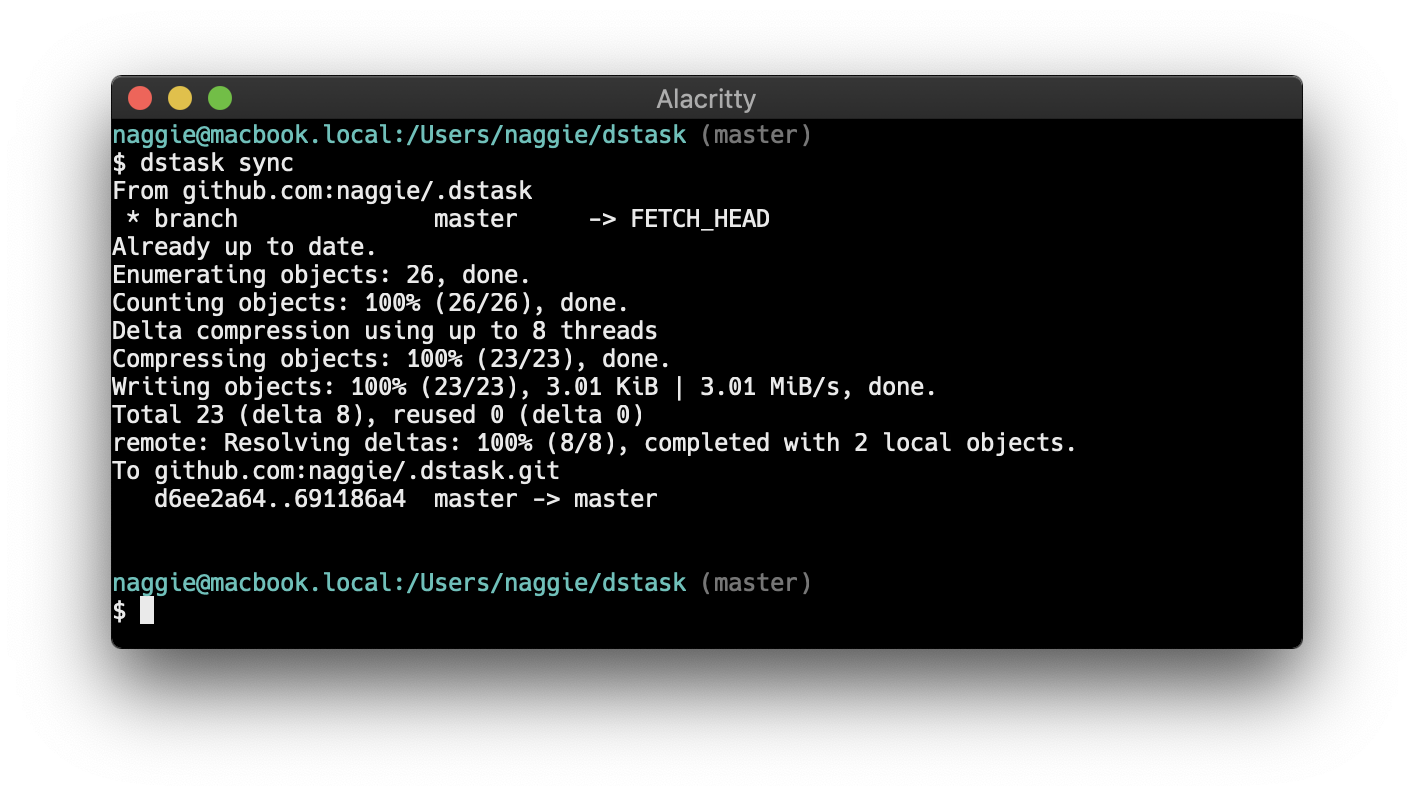 Alacritty
naggie@macbook.local:/Users/naggie/dstask (master)
$ dstask sync
From github.com:naggie/.dstask
 * branch              master     -> FETCH_HEAD
Already up to date.
Enumerating objects: 26, done.
Counting objects: 100% (26/26), done.
Delta compression using up to 8 threads
Compressing objects: 100% (23/23), done.
Writing objects: 100% (23/23), 3.01 KiB | 3.01 MiB/s, done.
Total 23 (delta 8), reused 0 (delta 0)
remote: Resolving deltas: 100% (8/8), completed with 2 local objects.
To github.com:naggie/.dstask.git
   d6ee2a64..691186a4  master -> master
naggie@macbook.local:/Users/naggie/dstask (master)
$